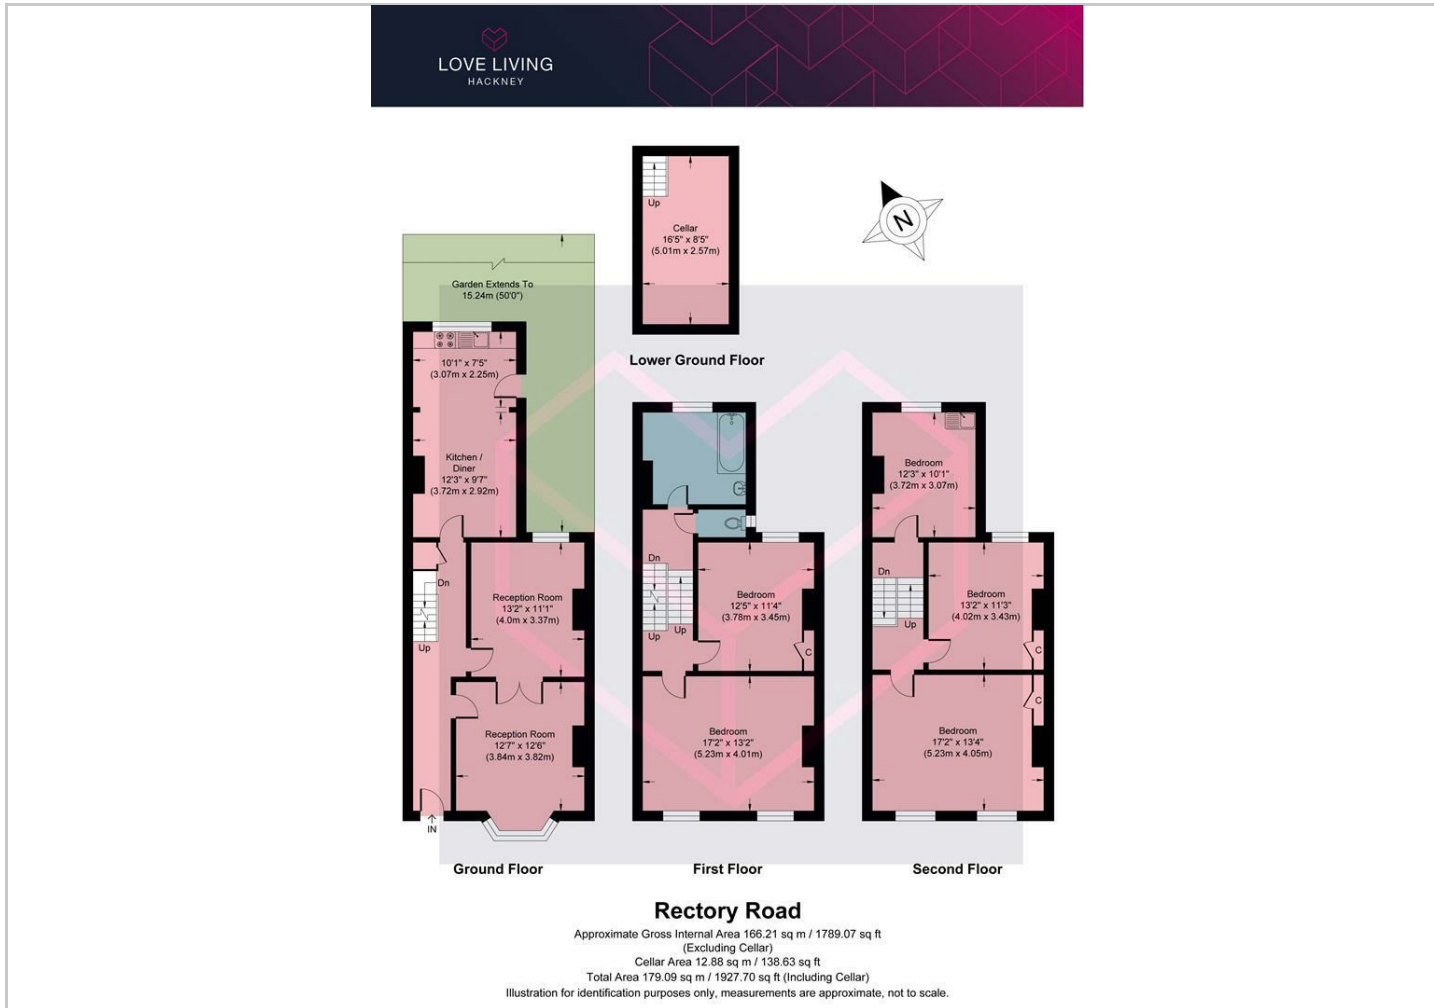 LOVE LIVING
HACKNEY
Up
Cellar
16'5" x 8'5"
(5.01m x 2.57m)
N
Lower Ground Floor
Garden Extends To
15.24m (50'0")
10'1" x 7'5"
(3.07m x 2.25m)
Kitchen /
Diner
12'3" x 9'7"
(3.72m x 2.92m)
Dn
Up
Reception Room
13'2" x 11'1"
(4.0m x 3.37m)
Reception Room
12'7" x 12'6"
(3.84m x 3.82m)
IN
Ground Floor
Dn
Up
Up
Bedroom
12'5" x 11'4"
(3.78m x 3.45m)
C
Bedroom
17'2" x 13'2"
(5.23m x 4.01m)
First Floor
Bedroom
12'3" x 10'1"
(3.72m x 3.07m)
Dn
Up
Bedroom
13'2" x 11'3"
(4.02m x 3.43m)
C
C
Bedroom
17'2" x 13'4"
(5.23m x 4.05m)
Second Floor
Rectory Road
Approximate Gross Internal Area 166.21 sq m / 1789.07 sq ft
(Excluding Cellar)
Cellar Area 12.88 sq m / 138.63 sq ft
Total Area 179.09 sq m / 1927.70 sq ft (Including Cellar)
Illustration for identification purposes only, measurements are approximate, not to scale.